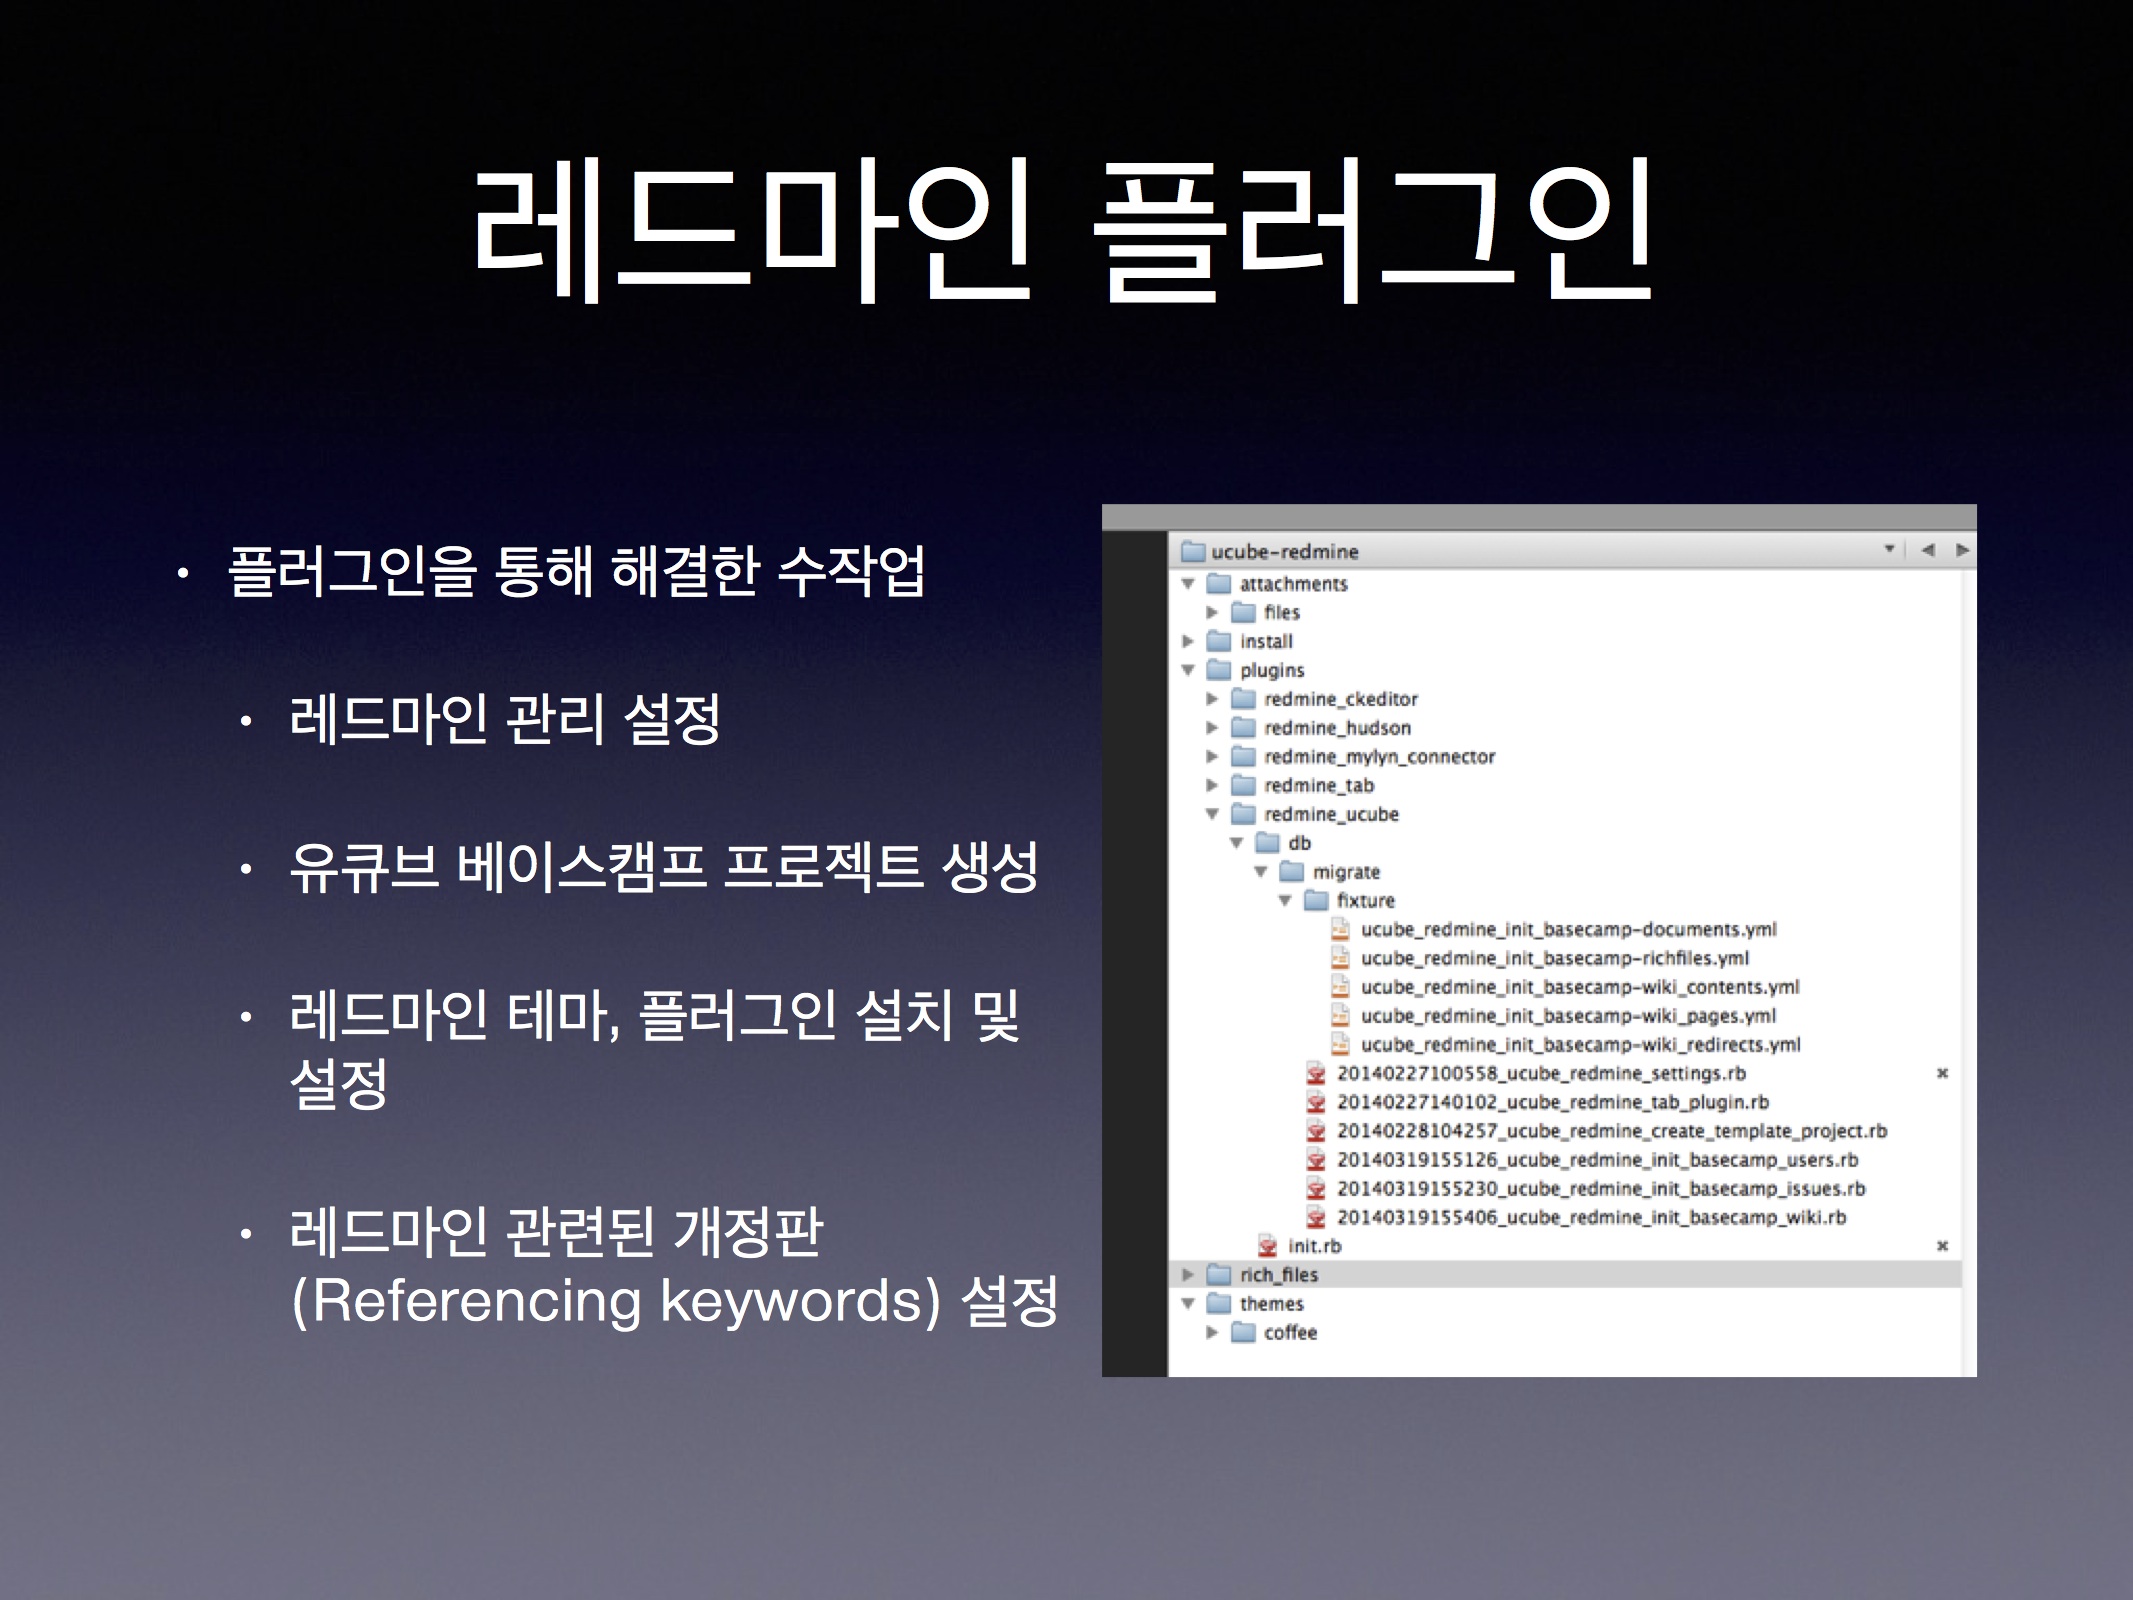 레드마인 플러그인
• 플러그인을 통해 해결한 수작업
• 레드마인 관리 설정
• 유큐브 베이스캠프 프로젝트 생성
• 레드마인 테마, 플러그인 설치 및
설정
• 레드마인 관련된 개정판
(Referencing keywords) 설정
ucube-redmine
attachments
files
install
plugins
redmine_ckeditor
redmine_hudson
redmine_mylyn_connector
redmine_tab
redmine_ucube
db
migrate
fixture
ucube_redmine_init_basecamp-documents.yml
ucube_redmine_init_basecamp-richfiles.yml
ucube_redmine_init_basecamp-wiki_contents.yml
ucube_redmine_init_basecamp-wiki_pages.yml
ucube_redmine_init_basecamp-wiki_redirects.yml
20140227100558_ucube_redmine_settings.rb
20140227140102_ucube_redmine_tab_plugin.rb
20140228104257_ucube_redmine_create_template_project.rb
20140319155126_ucube_redmine_init_basecamp_users.rb
20140319155230_ucube_redmine_init_basecamp_issues.rb
20140319155406_ucube_redmine_init_basecamp_wiki.rb
init.rb
rich_files
themes
coffee